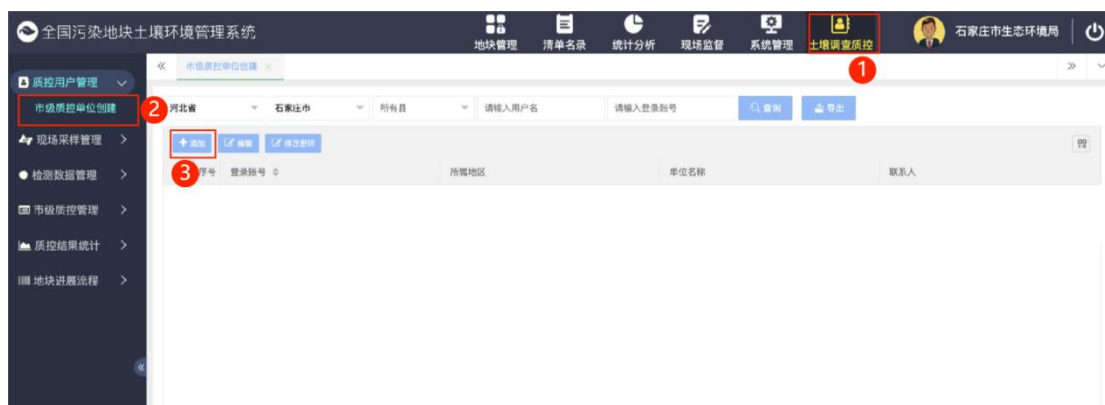 全国污染地块土壤环境管理系统
地块管理 清单名录 统计分析 现场监督 系统管理 土壤调查质控 石家庄市生态环境局
1
质控用户管理 市级质控单位创建
市级质控单位创建 2 河北省 石家庄市 所有县 请输入用户名 请输入登录账号 查询 导出
现场采样管理 添加 编辑 修改密码
检测数据管理 3 序号 登录账号 所属地区 单位名称 联系人
市级质控管理
质控结果统计
地块进展流程